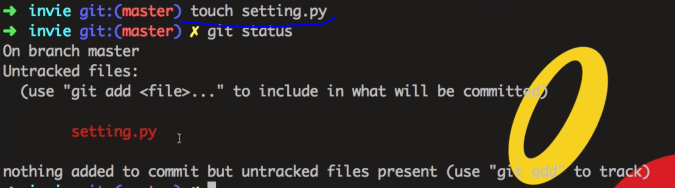 ➜ invie git:(master) touch setting.py
➜ invie git:(master) ✗ git status
On branch master
Untracked files:
(use "git add <file>..." to include in what will be committed)
setting.py
nothing added to commit but untracked files present (use "git add" to track)
➜ invie git:(master) ✗